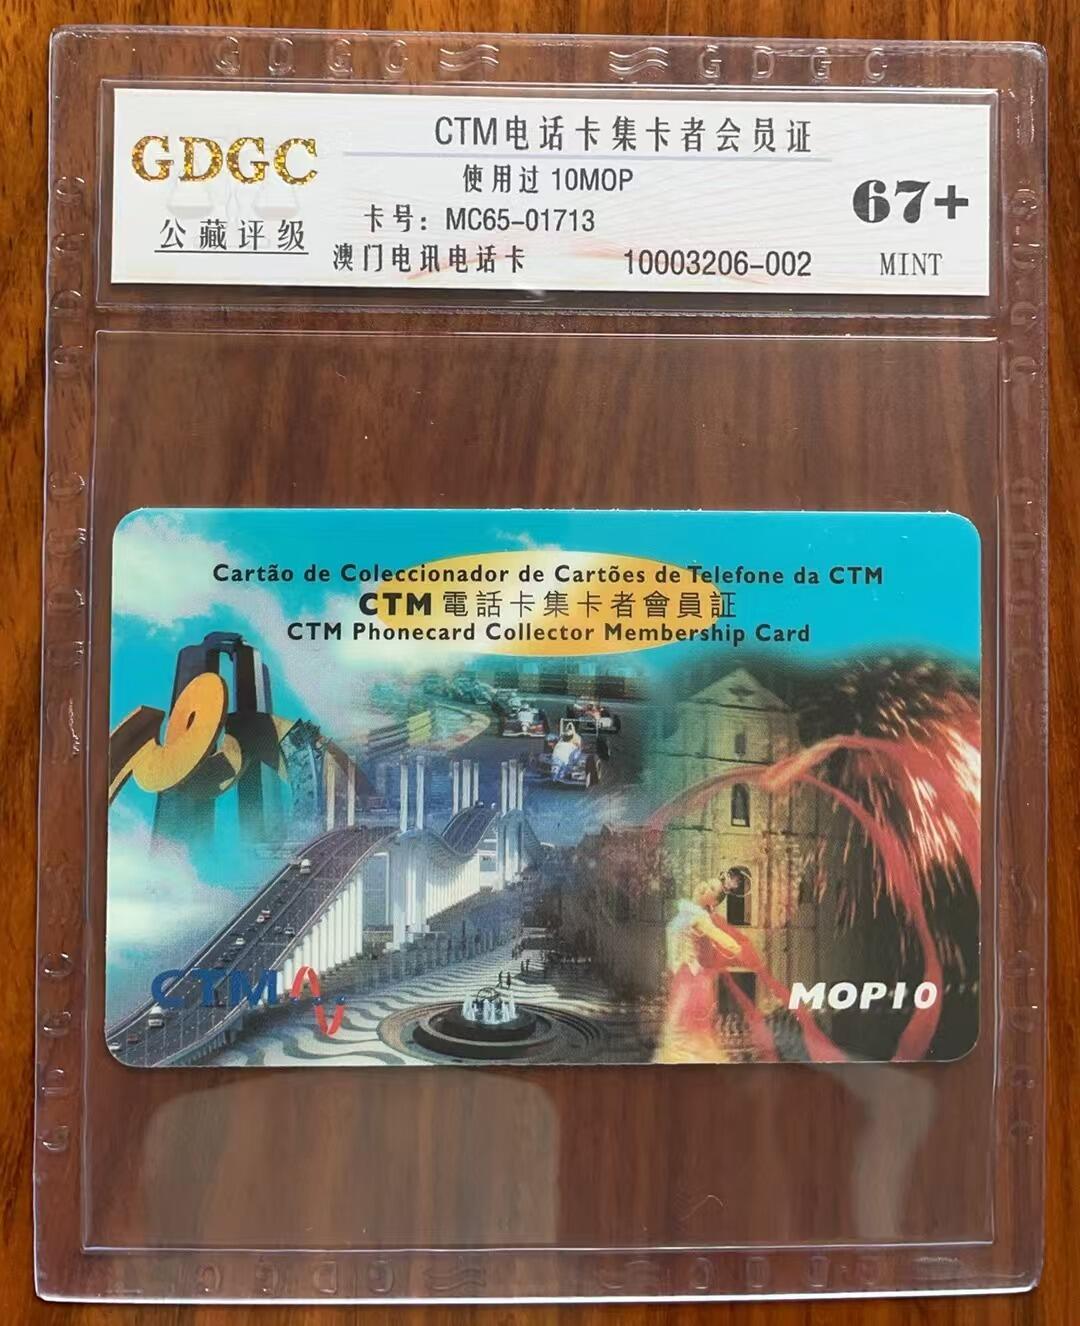 GDGC GDGC
CTM电话卡集卡者会员证
GDGC
使用过 10MOP
67+
卡号: MC65-01713
公藏评级
澳门电讯电话卡
10003206-002
MINT
Cartão de Coleccionador de Cartões de Telefone da CTM
CTM 電話卡集卡者會員証
CTM Phonecard Collector Membership Card
CTM
MOP10